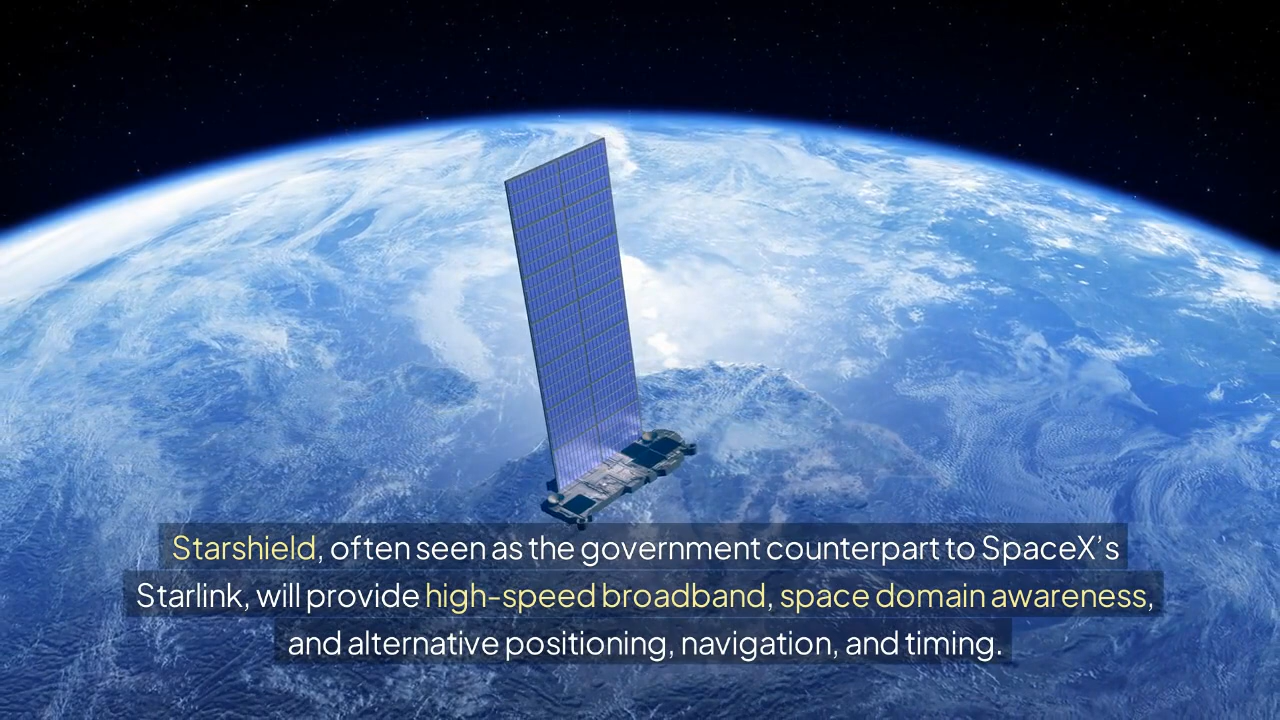 Starshield, often seen as the government counterpart to SpaceX’s
Starlink, will provide high-speed broadband, space domain awareness,
and alternative positioning, navigation, and timing.